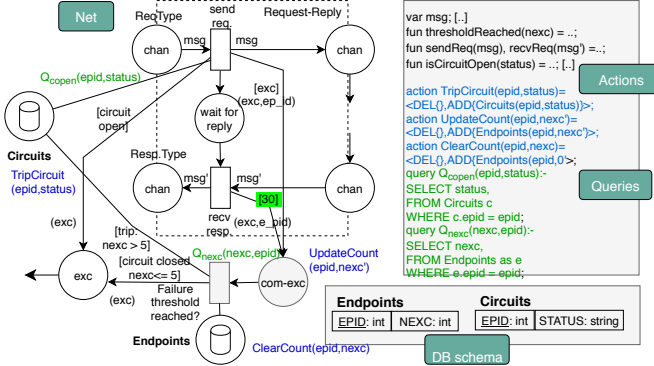 Net
ReqType
send
req.
Request-Reply
chan
msg
msg
chan
Q_copen(epid,status)
[exc]
(exc,ep_id)
[circuit
open]
wait for
reply
Circuits
TripCircuit
(epid,status)
Resp.Type
chan
msg'
msg'
chan
[30]
recv
resp.
(exc,e_pid)
(exc)
[trip:
nexc > 5]
Q_nexc(nexc,epid)
UpdateCount
(epid,nexc')
[circuit closed
nexc<= 5]
exc
com-exc
(exc)
Failure
threshold
reached?
Endpoints
ClearCount(epid,nexc)
var msg; [..]
fun thresholdReached(nexc) = ..;
fun sendReq(msg), recvReq(msg') =..;
fun isCircuitOpen(status) = ..; [..]
Actions
action TripCircuit(epid,status)=
<DEL{},ADD{Circuits(epid,status)}>;
action UpdateCount(epid,nexc')=
<DEL{},ADD{Endpoints(epid,nexc'}>;
action ClearCount(epid,nexc)=
<DEL{},ADD{Endpoints(epid,0'>;
query Q_copen(epid,status):-
SELECT status,
FROM Circuits c
WHERE c.epid = epid;
Queries
query Q_nexc(nex,epid):-
SELECT nexc,
FROM Endpoints as e
WHERE e.epid = epid;
Endpoints
EPID: int
NEXC: int
Circuits
EPID: int
STATUS: string
DB schema